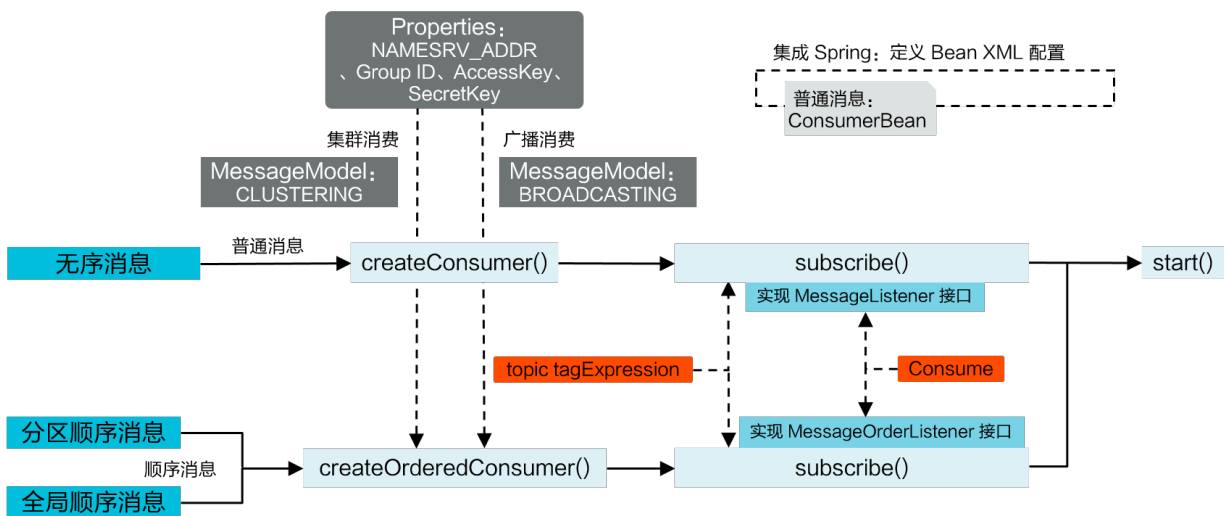 Properties：
NAMESRV_ADDR
、Group ID、AccessKey、
SecretKey
集成 Spring：定义 Bean XML 配置
普通消息：
ConsumerBean
集群消费
广播消费
MessageModel：
CLUSTERING
MessageModel：
BROADCASTING
无序消息
普通消息
createConsumer()
subscribe()
start()
实现 MessageListener 接口
topic tagExpression
Consume
分区顺序消息
实现 MessageOrderListener 接口
顺序消息
createOrderedConsumer()
subscribe()
全局顺序消息